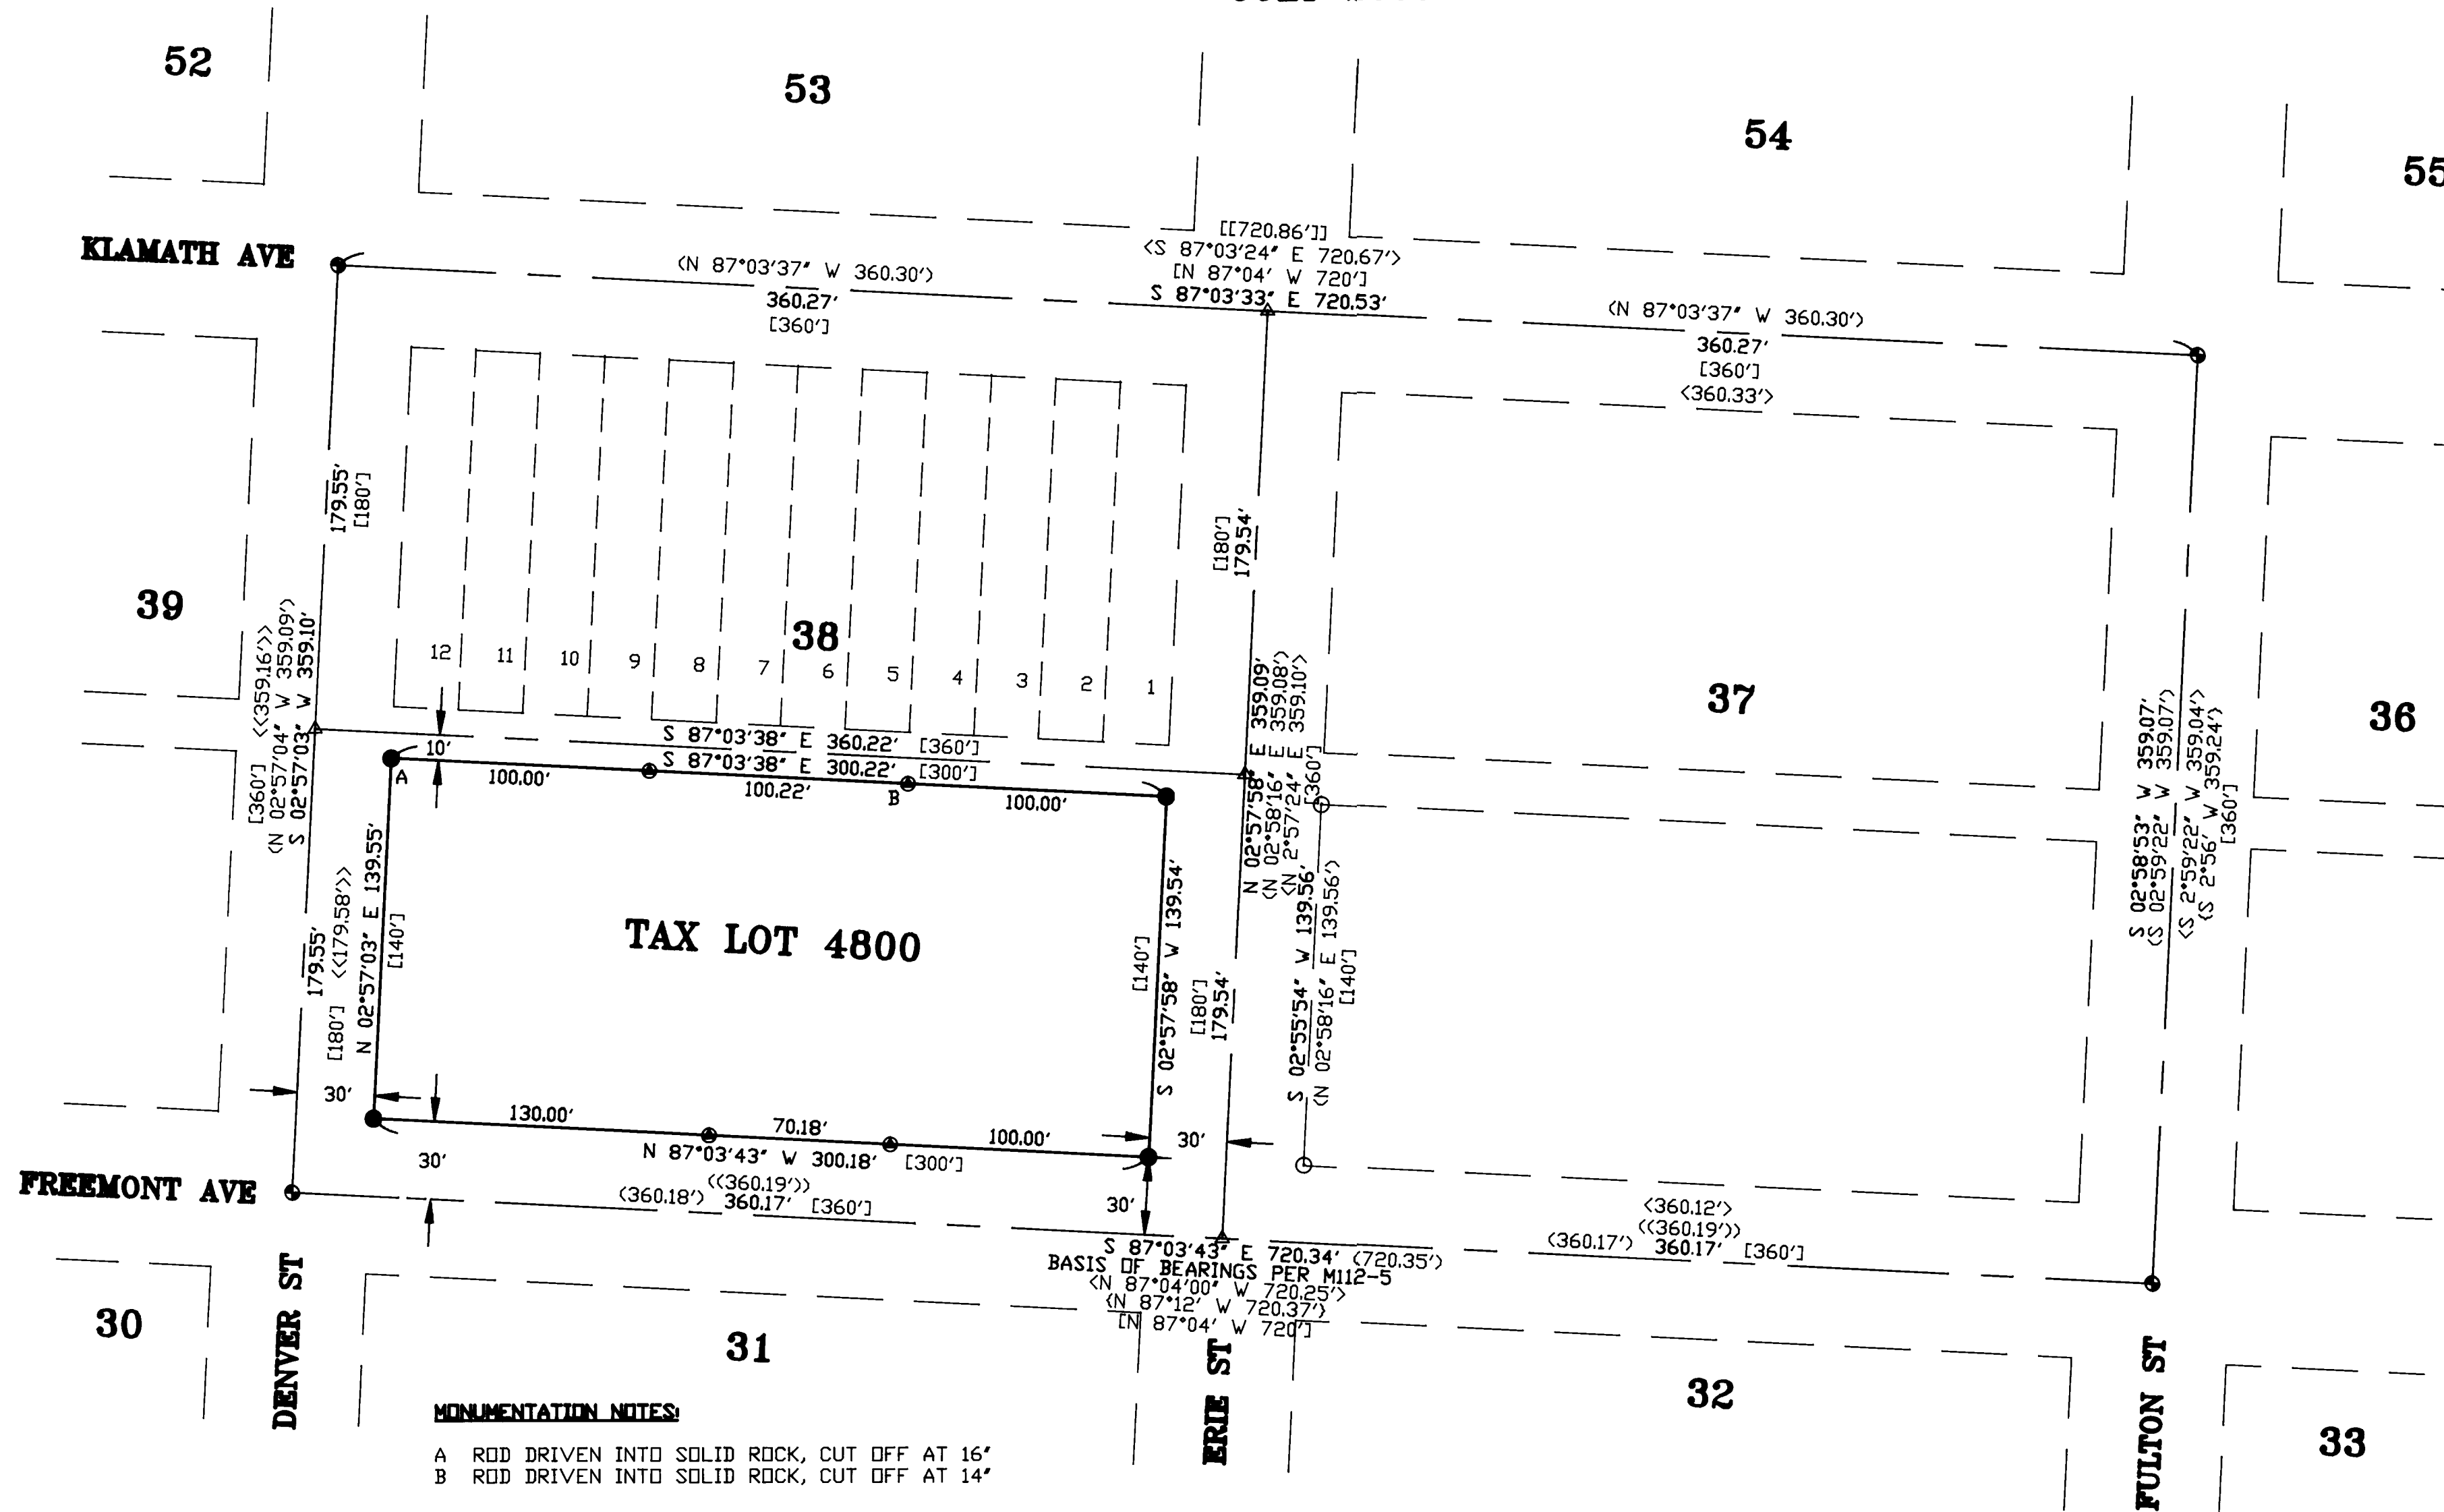 52
53
54
55
KLAMATH AVE
[[720.86']]
<S 87°03'24" E 720.67'>
[N 87°04' W 720']
S 87°03'33" E 720.53'
(N 87°03'37" W 360.30')
360.27'
[360']
(N 87°03'37" W 360.30')
360.27'
[360']
<360.33'>
179.55'
[180']
[180']
179.54'
39
38
37
36
12 11 10 9 8 7 6 5 4 3 2 1
[360'] <<359.16'>>
(N 02°57'04" W 359.09')
S 02°57'03" W 359.10'
N 02°57'58" E 359.09'
(N 02°58'16" E 359.08')
<N 2°57'24" E 359.10'>
[360']
S 02°58'53" W 359.07'
(S 02°59'22" W 359.07')
<S 2°59'22" W 359.04'>
{S 2°56' W 359.24'}
[360']
S 87°03'38" E 360.22' [360']
S 87°03'38" E 300.22' [300']
10'
A
100.00'
100.22'
B
100.00'
179.55'
[180'] <<179.58'>>
N 02°57'03" E 139.55'
[140']
TAX LOT 4800
[140']
S 02°57'58" W 139.54'
[180']
179.54'
S 02°55'54" W 139.56'
(N 02°58'16" E 139.56')
[140']
30'
130.00'
70.18'
100.00'
30'
N 87°03'43" W 300.18' [300']
30'
30'
FREEMONT AVE
((360.19'))
(360.18') 360.17' [360']
<360.12'>
((360.19'))
(360.17') 360.17' [360']
S 87°03'43" E 720.34' (720.35')
BASIS OF BEARINGS PER M112-5
<N 87°04'00" W 720.25'>
{N 87°12' W 720.37'}
[N 87°04' W 720']
30
31
32
33
DENVER ST
ERIE ST
FULTON ST
MONUMENTATION NOTES:
A ROD DRIVEN INTO SOLID ROCK, CUT OFF AT 16"
B ROD DRIVEN INTO SOLID ROCK, CUT OFF AT 14"